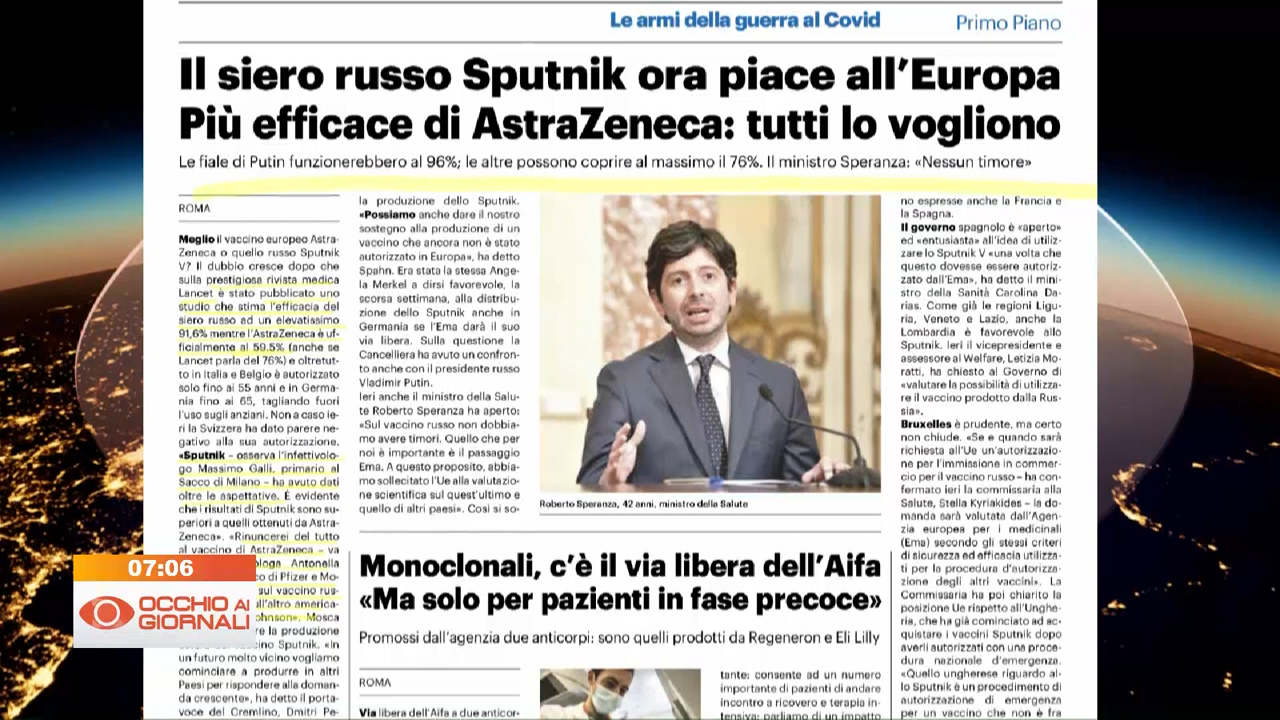 Le armi della guerra al Covid
Primo Piano
Il siero russo Sputnik ora piace all'Europa
Più efficace di AstraZeneca: tutti lo vogliono
Le fiale di Putin funzionerebbero al 96%; le altre possono coprire al massimo il 76%. Il ministro Speranza: «Nessun timore»
ROMA
Meglio il vaccino europeo Astra-
Zeneca o quello russo Sputnik
V? Il dubbio cresce dopo che
sulla prestigiosa rivista medica
Lancet è stato pubblicato uno
studio che stima l'efficacia del
siero russo ad un elevatissimo
91,6% mentre l'AstraZeneca è uf-
ficialmente al 59.5% (anche se
Lancet parla del 76%) e oltretut-
to in Italia e Belgio è autorizzato
solo fino ai 55 anni e in Germa-
nia fino ai 65, tagliando fuori
l'uso sugli anziani. Non a caso ie-
ri la Svizzera ha dato parere ne-
gativo alla sua autorizzazione.
«Sputnik – osserva l'infettivolo-
go Massimo Galli, primario al
Sacco di Milano – ha avuto dati
oltre le aspettative. È evidente
che i risultati di Sputnik sono su-
periori a quelli ottenuti da Astra-
Zeneca». «Rinuncerei del tutto
al vaccino di AstraZeneca – va
ologa Antonella
co di Pfizer e Mo-
sul vaccino rus-
all'altro america-
Johnson». Mosca
re la produzione
cino Sputnik. «In
un futuro molto vicino vogliamo
cominciare a produrre in altri
Paesi per rispondere alla doman-
da crescente», ha detto il porta-
voce del Cremlino, Dmitri Pe-
la produzione dello Sputnik.
«Possiamo anche dare il nostro
sostegno alla produzione di un
vaccino che ancora non è stato
autorizzato in Europa», ha detto
Spahn. Era stata la stessa Ange-
la Merkel a dirsi favorevole, la
scorsa settimana, alla distribu-
zione dello Sputnik anche in
Germania se l'Ema darà il suo
via libera. Sulla questione la
Cancelliera ha avuto un confron-
to anche con il presidente russo
Vladimir Putin.
Ieri anche il ministro della Salu-
te Roberto Speranza ha aperto:
«Sul vaccino russo non dobbia-
mo avere timori. Quello che per
noi è importante è il passaggio
Ema. A questo proposito, abbia-
mo sollecitato l'Ue alla valutazio-
ne scientifica sul quest'ultimo e
quello di altri paesi». Così si so-
Roberto Speranza, 42 anni, ministro della Salute
no espresse anche la Francia e
la Spagna.
Il governo spagnolo è «aperto»
ed «entusiasta» all'idea di utiliz-
zare lo Sputnik V «una volta che
questo dovesse essere autoriz-
zato dall'Ema», ha detto il mini-
stro della Sanità Carolina Da-
rias. Come già le regioni Ligu-
ria, Veneto e Lazio, anche la
Lombardia è favorevole allo
Sputnik. Ieri il vicepresidente e
assessore al Welfare, Letizia Mo-
ratti, ha chiesto al Governo di
«valutare la possibilità di utilizza-
re il vaccino prodotto dalla Rus-
sia».
Bruxelles è prudente, ma certo
non chiude. «Se e quando sarà
richiesta all'Ue un'autorizzazio-
ne per l'immissione in commer-
cio per il vaccino russo – ha con-
fermato ieri la commissaria alla
Salute, Stella Kyriakides – la do-
manda sarà valutata dall'Agen-
zia europea per i medicinali
(Ema) secondo gli stessi criteri
di sicurezza ed efficacia utilizza-
ti per la procedura d'autorizza-
zione degli altri vaccini». La
Commissaria ha poi chiarito la
posizione Ue rispetto all'Unghe-
ria, che ha già cominciato ad ac-
quistare i vaccini Sputnik dopo
averli autorizzati con una proce-
dura nazionale d'emergenza.
«Quello ungherese riguardo al-
lo Sputnik è un procedimento di
autorizzazione di emergenza
per un vaccino che non è fra
Monoclonali, c'è il via libera dell'Aifa
«Ma solo per pazienti in fase precoce»
Promossi dall'agenzia due anticorpi: sono quelli prodotti da Regeneron e Eli Lilly
ROMA
Via libera dell'Aifa a due anticor-
tante: consente ad un numero
importante di pazienti di andare
incontro a ricovero e terapia in-
tensiva: parliamo di un impatto
07:06
OCCHIO AI
GIORNALI